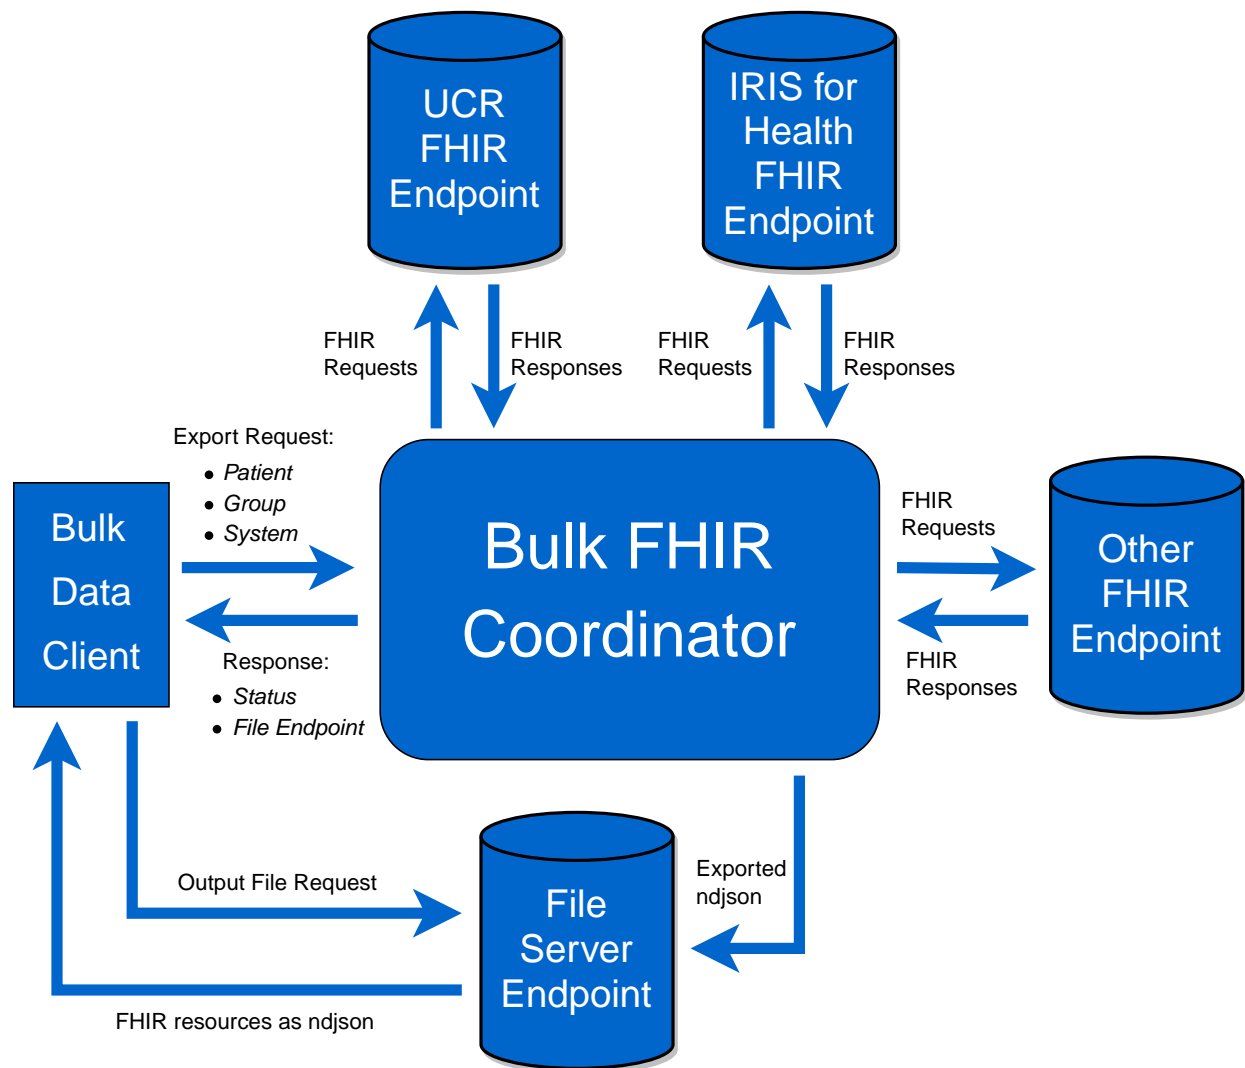 UCR
FHIR
Endpoint
IRIS for
Health
FHIR
Endpoint
FHIR
Requests
FHIR
Responses
FHIR
Requests
FHIR
Responses
Export Request:
• Patient
• Group
• System
Bulk
Data
Client
Bulk FHIR
Coordinator
FHIR
Requests
Other
FHIR
Endpoint
Response:
• Status
• File Endpoint
FHIR
Responses
Output File Request
File
Server
Endpoint
Exported
ndjson
FHIR resources as ndjson